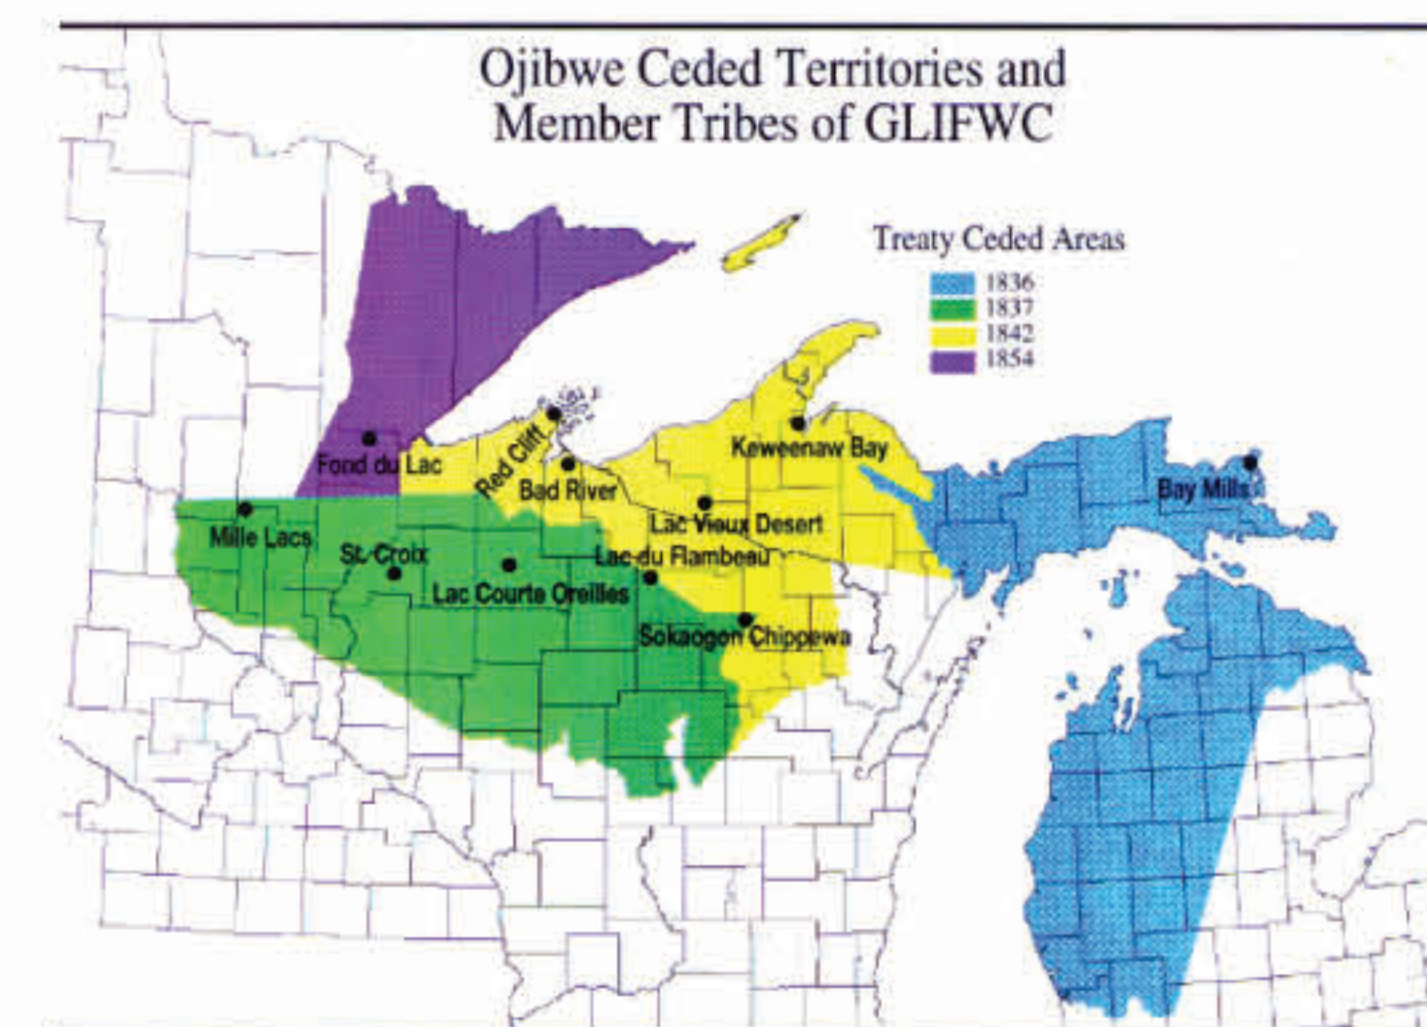 Ojibwe Ceded Territories and
Member Tribes of GLIFWC
Treaty Ceded Areas
1836
1837
1842
1854
Fond du Lac
Red Cliff
Bad River
Keweenaw Bay
Bay Mills
Mille Lacs
St. Croix
Lac Vieux Desert
Lac du Flambeau
Lac Courte Oreilles
Sokaogon Chippewa